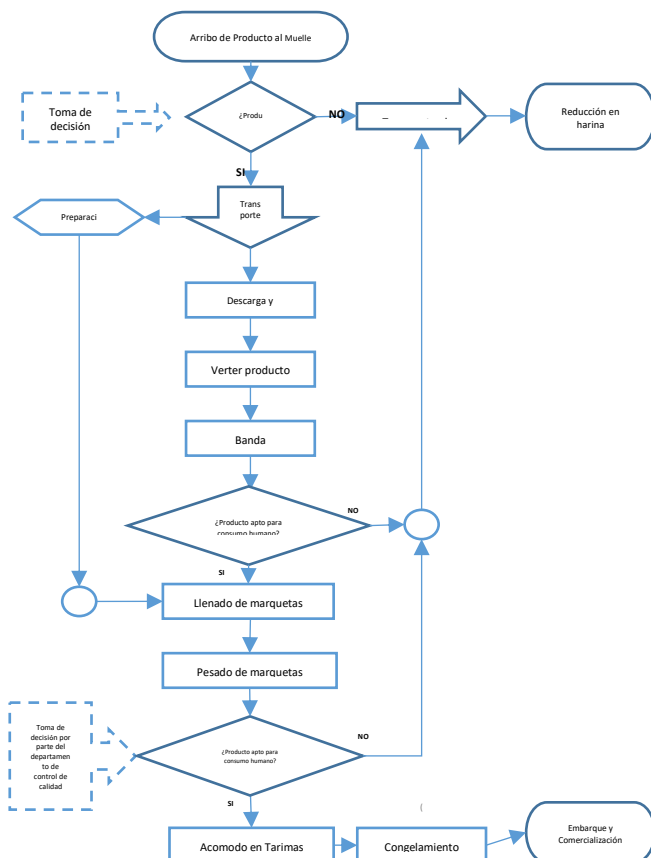 Arribo de Producto al Muelle
Toma de
decisión
¿Produ
NO
Reducción en
harina
SI
Trans
porte
Preparaci
Descarga y
Verter producto
Banda
¿Producto apto para
consumo humano?
NO
SI
Llenado de marquetas
Pesado de marquetas
Toma de
decisión por
parte del
departamen
to de
control de
calidad
¿Producto apto para
consumo humano?
NO
SI
(
Acomodo en Tarimas
Congelamiento
Embarque y
Comercialización